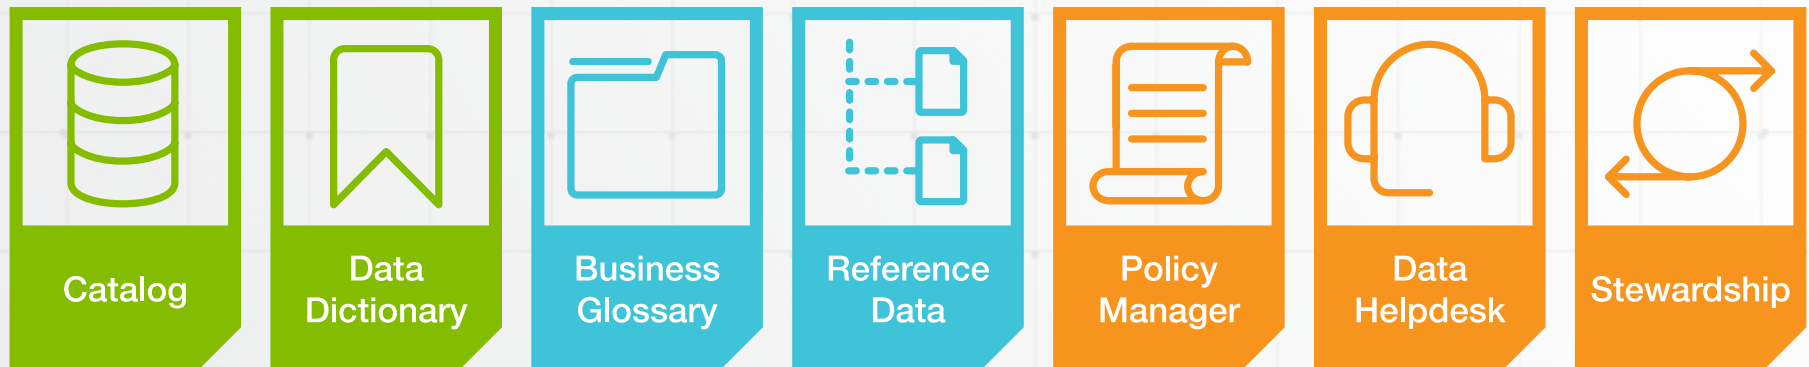 Catalog
Data
Dictionary
Business
Glossary
Reference
Data
Policy
Manager
Data
Helpdesk
Stewardship